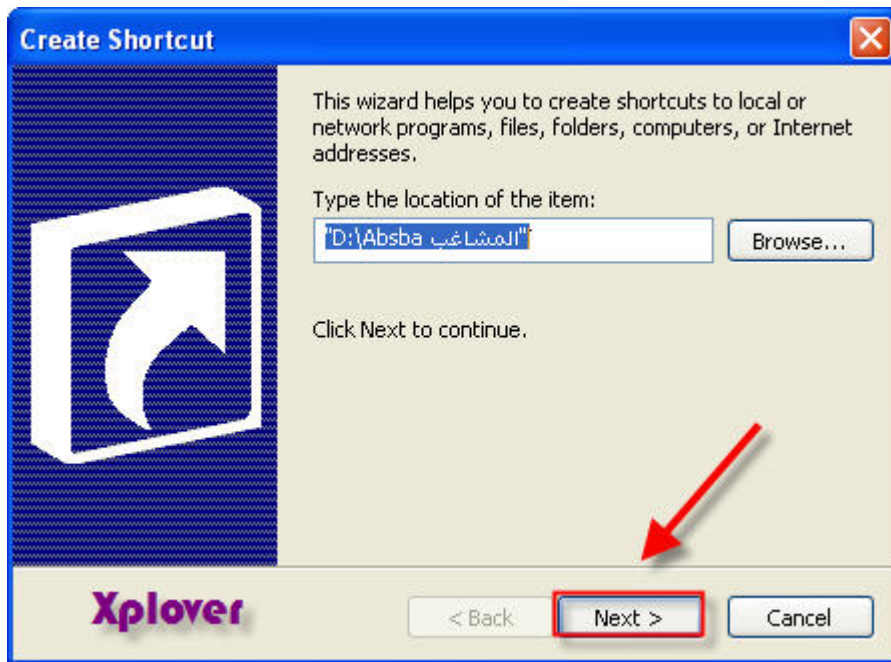 Create Shortcut
This wizard helps you to create shortcuts to local or
network programs, files, folders, computers, or Internet
addresses.
Type the location of the item:
"D:\Absba المشاغب"
Browse...
Click Next to continue.
Xplover
< Back
Next >
Cancel